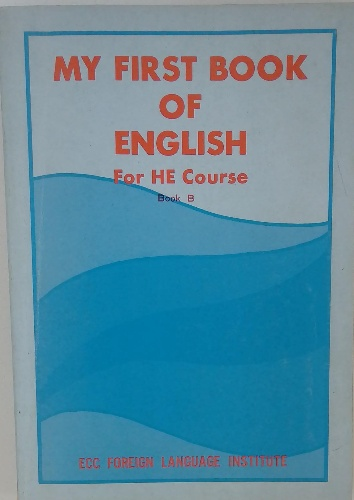 MY FIRST BOOK
OF
ENGLISH
For HE Course
Book B
ECC FOREIGN LANGUAGE INSTITUTE